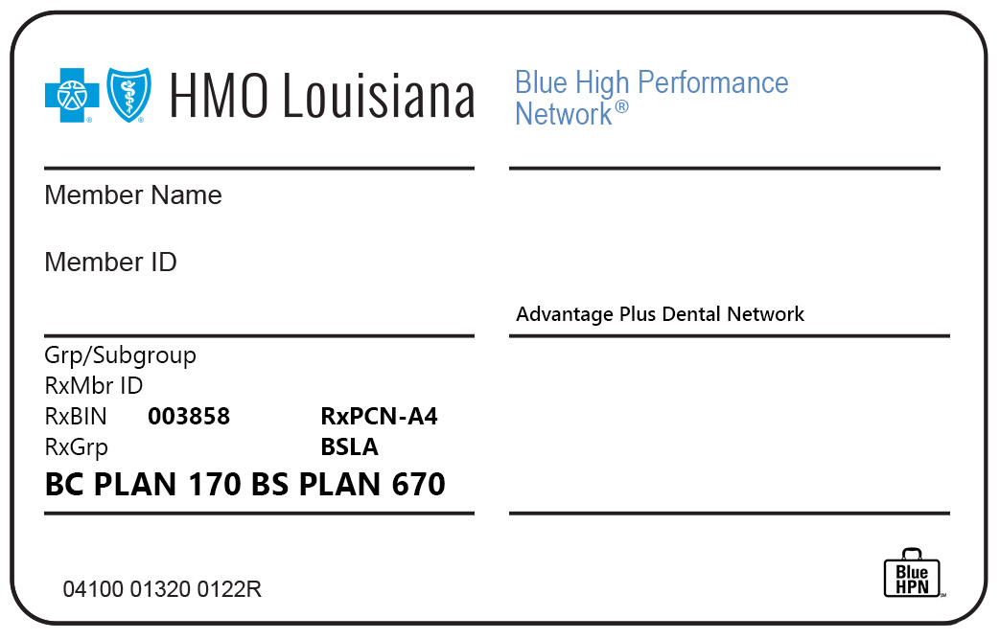 HMO Louisiana
Blue High Performance
Network®
Member Name
Member ID
Advantage Plus Dental Network
Grp/Subgroup
RxMbr ID
RxBIN 003858 RxPCN-A4
RxGrp BSLA
BC PLAN 170 BS PLAN 670
04100 01320 0122R
Blue
HPN℠